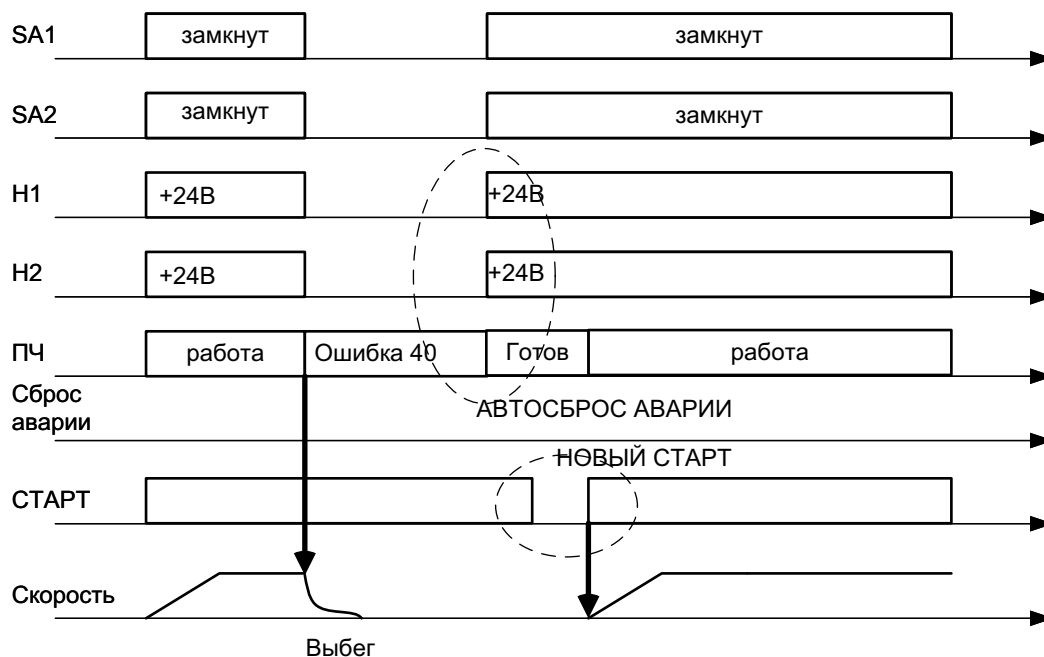 SA1 замкнут замкнут
SA2 замкнут замкнут
H1 +24В +24В
H2 +24В +24В
ПЧ работа Ошибка 40 Готов работа
Сброс
аварии
АВТОСБРОС АВАРИИ
НОВЫЙ СТАРТ
СТАРТ
Скорость
Выбег